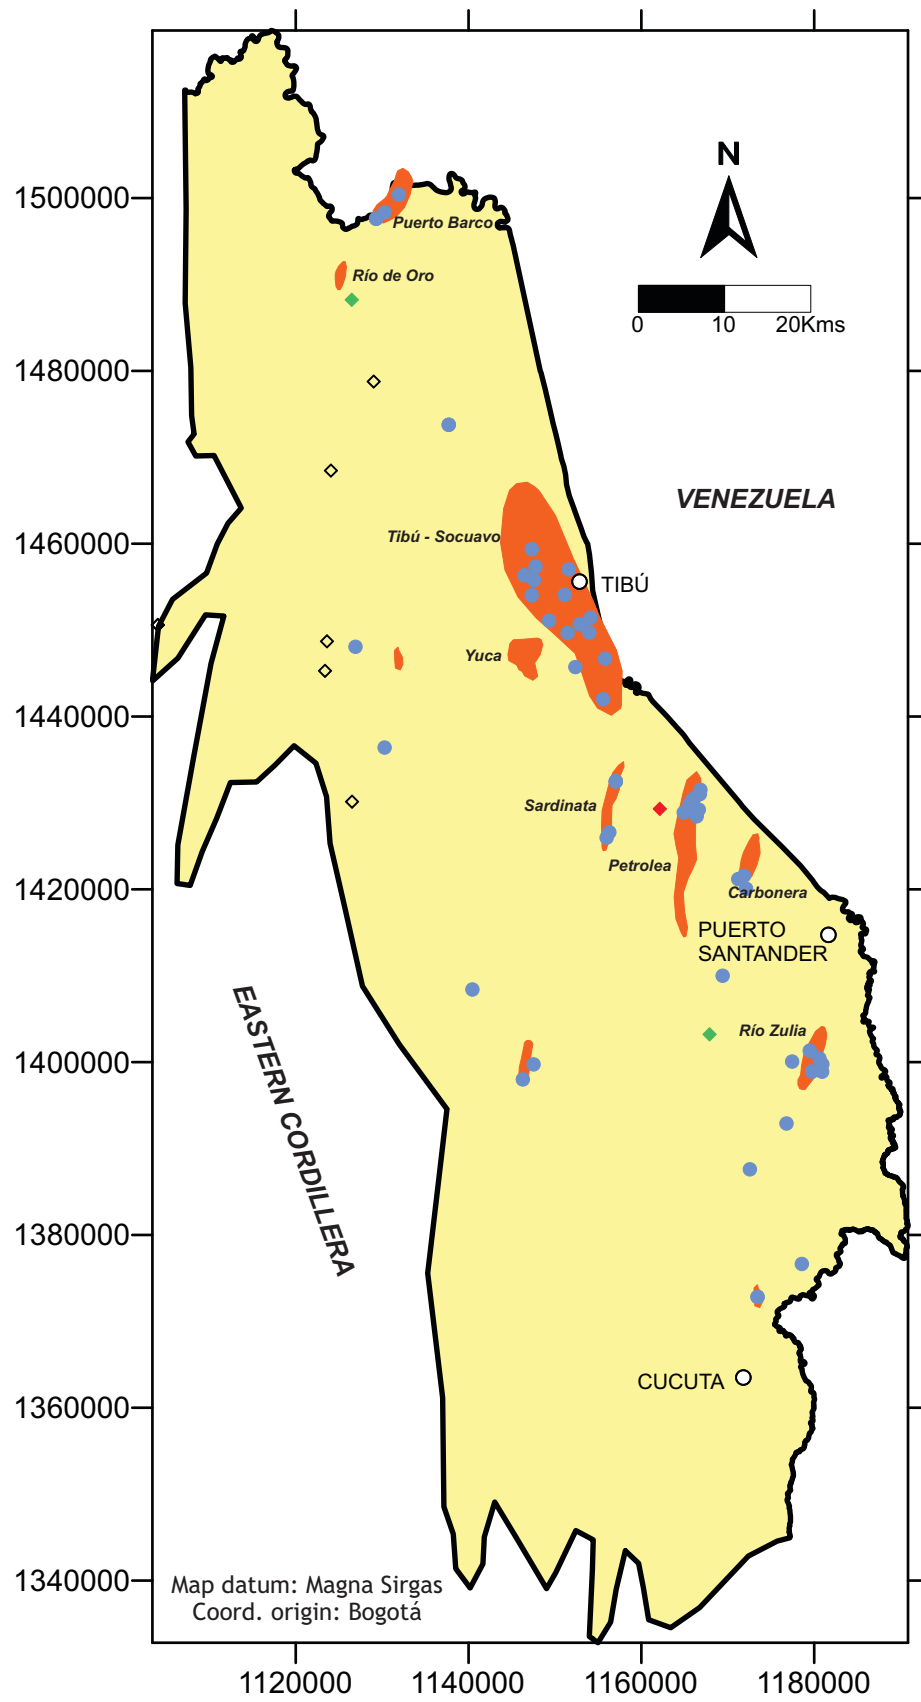 N
1500000
Puerto Barco
Río de Oro
0 10 20Kms
1480000
VENEZUELA
1460000
Tibú - Socuavo
TIBÚ
Yuca
1440000
Sardinata
Petrolea
1420000
Carbonera
PUERTO
SANTANDER
Río Zulia
1400000
EASTERN CORDILLERA
1380000
CUCUTA
1360000
1340000
Map datum: Magna Sirgas
Coord. origin: Bogotá
1120000 1140000 1160000 1180000